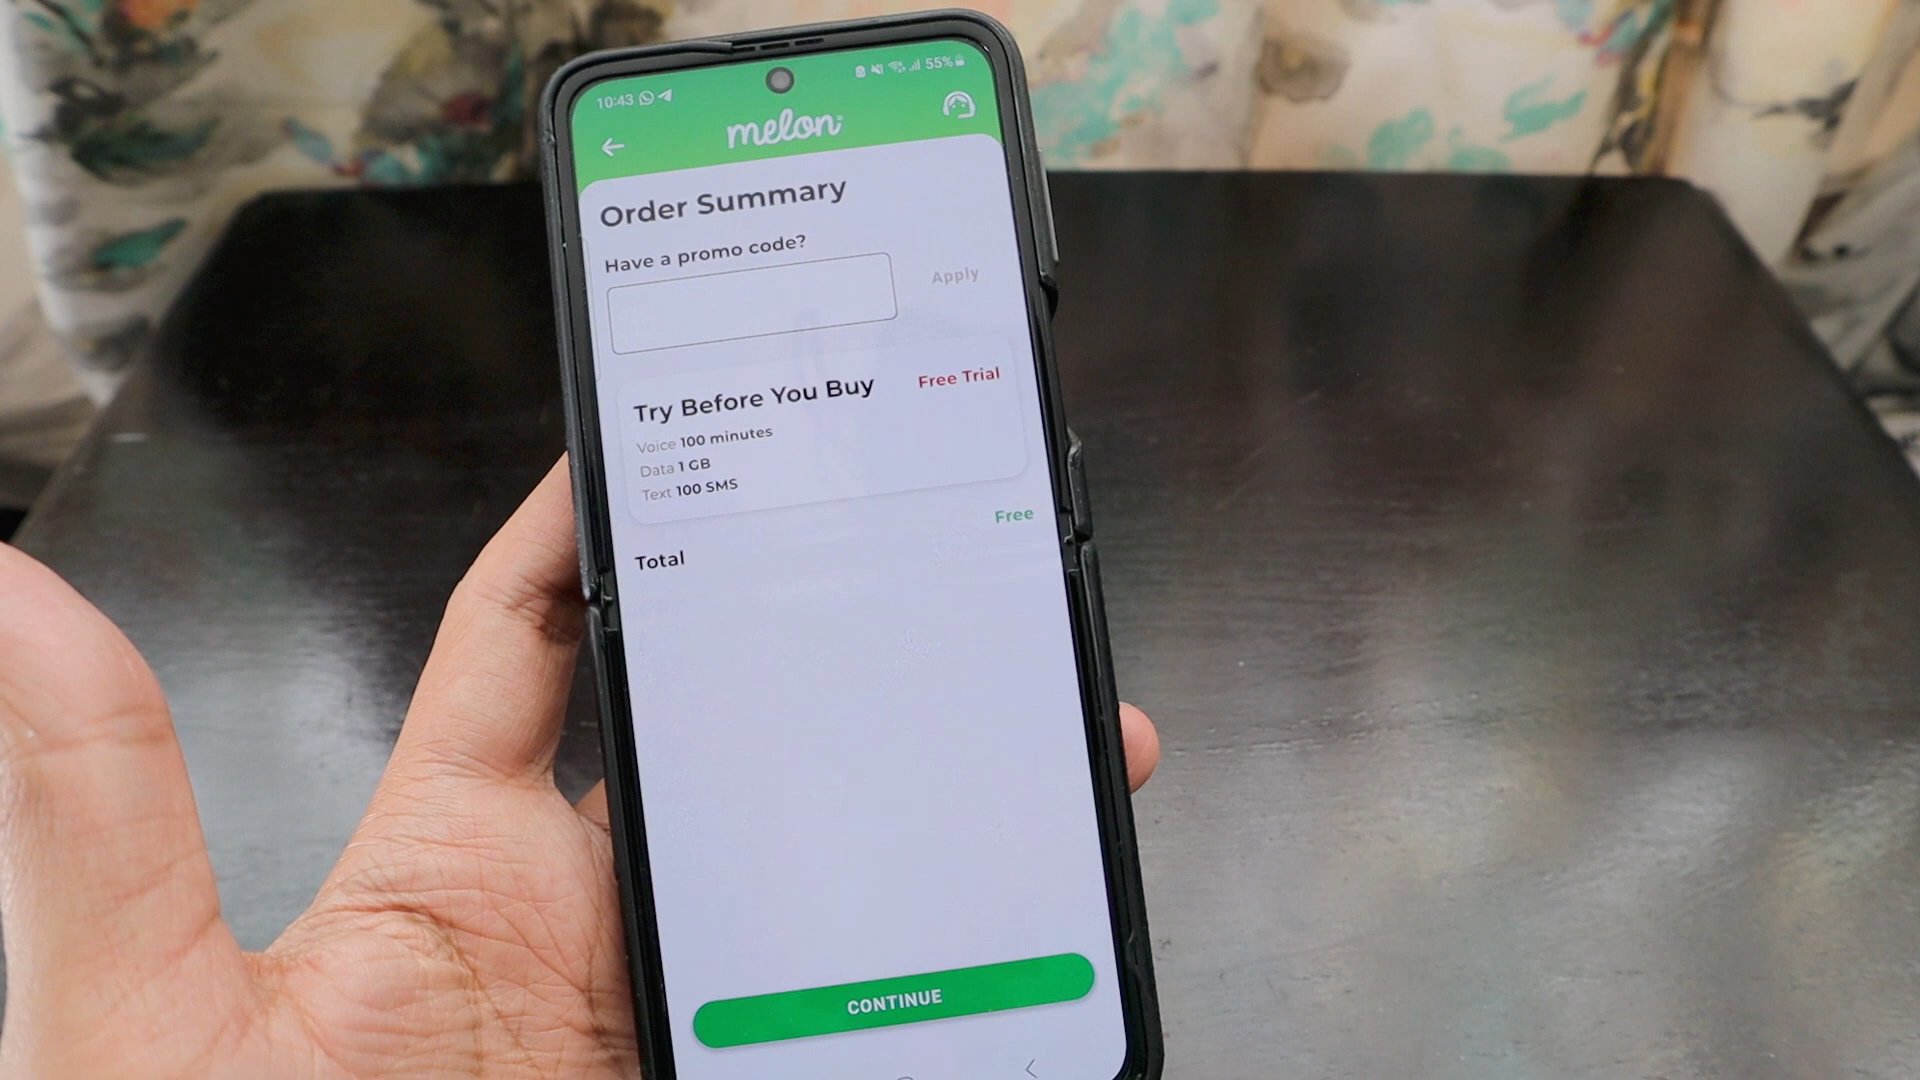 10:43
55%
melon
Order Summary
Have a promo code?
Apply
Try Before You Buy
Free Trial
Voice 100 minutes
Data 1 GB
Text 100 SMS
Free
Total
CONTINUE